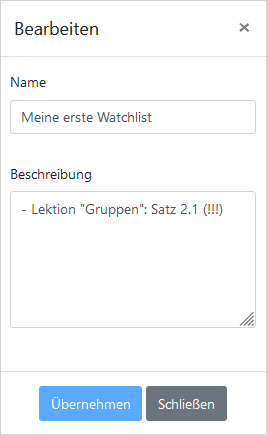 Bearbeiten ×
Name
Meine erste Watchlist
Beschreibung
- Lektion "Gruppen": Satz 2.1 (!!!)
Übernehmen Schließen